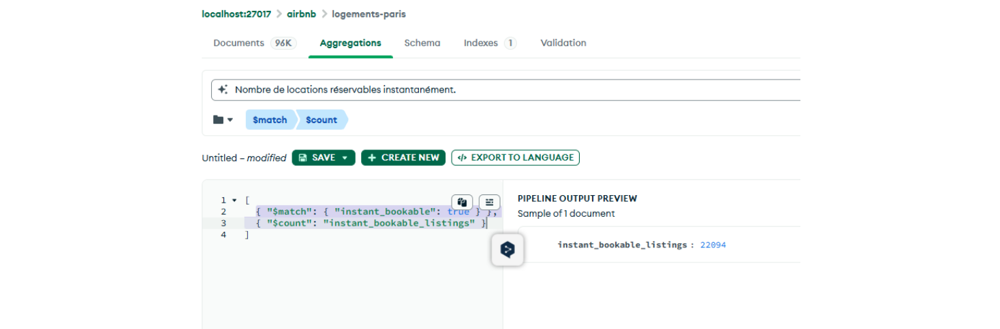 localhost:27017 > airbnb > logements-paris
Documents 96K Aggregations Schema Indexes 1 Validation
Nombre de locations réservables instantanément.
$match $count
Untitled – modified SAVE + CREATE NEW </> EXPORT TO LANGUAGE
1 [
2 { "$match": { "instant_bookable": true } },
3 { "$count": "instant_bookable_listings" }
4 ]
PIPELINE OUTPUT PREVIEW
Sample of 1 document
instant_bookable_listings : 22094